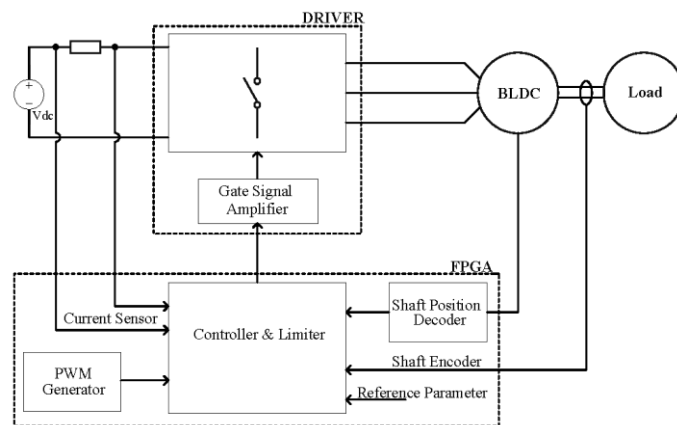 DRIVER
+
−
Vdc
BLDC
Load
Gate Signal
Amplifier
FPGA
Current Sensor
Controller & Limiter
Shaft Position
Decoder
PWM
Generator
Shaft Encoder
Reference Parameter